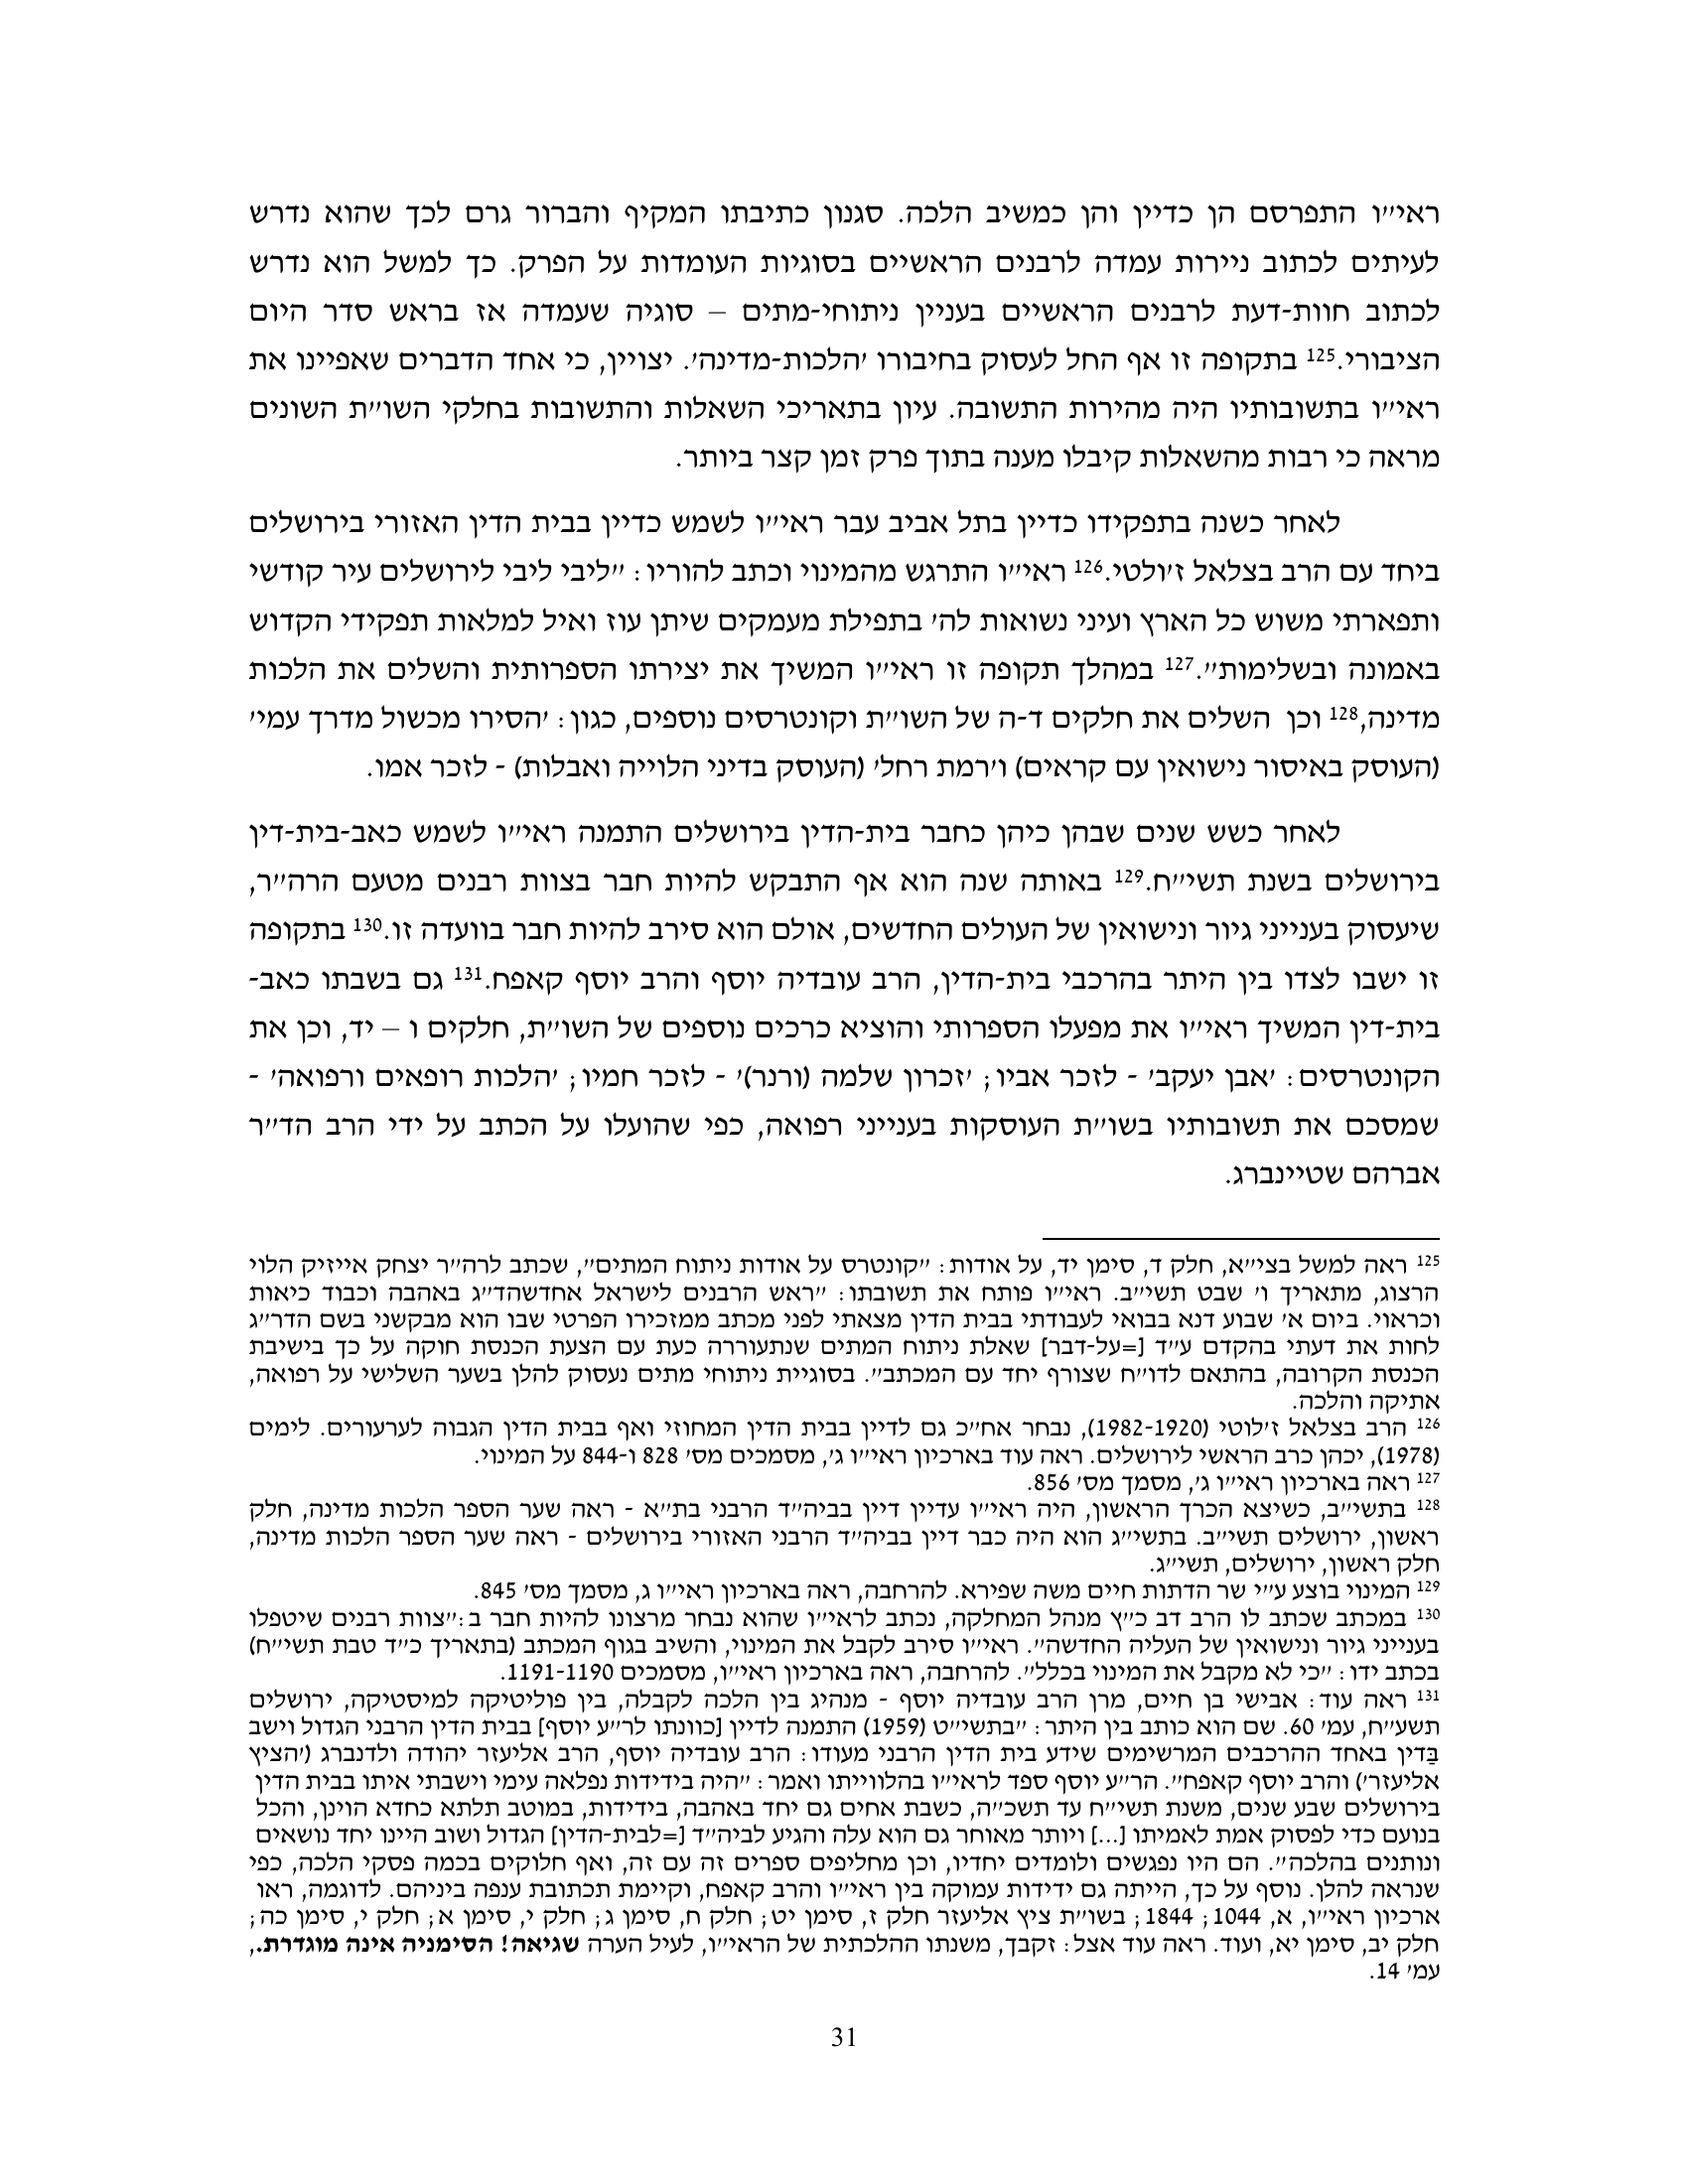 ראי''ו התפרסם הן כדיין והן כמשיב הלכה. סגנון כתיבתו המקיף והברור גרם לכך שהוא נדרש
לעיתים לכתוב ניירות עמדה לרבנים הראשיים בסוגיות העומדות על הפרק. כך למשל הוא נדרש
לכתוב חוות-דעת לרבנים הראשיים בעניין ניתוחי-מתים – סוגיה שעמדה אז בראש סדר היום
הציבורי.125 בתקופה זו אף החל לעסוק בחיבורו 'הלכות-מדינה'. יצויין, כי אחד הדברים שאפיינו את
ראי''ו בתשובותיו היה מהירות התשובה. עיון בתאריכי השאלות והתשובות בחלקי השו''ת השונים
מראה כי רבות מהשאלות קיבלו מענה בתוך פרק זמן קצר ביותר.
לאחר כשנה בתפקידו כדיין בתל אביב עבר ראי''ו לשמש כדיין בבית הדין האזורי בירושלים
ביחד עם הרב בצלאל ז'ולטי.126 ראי''ו התרגש מהמינוי וכתב להוריו: ''ליבי ליבי לירושלים עיר קודשי
ותפארתי משוש כל הארץ ועיני נשואות לה' בתפילת מעמקים שיתן עוז ואיל למלאות תפקידי הקדוש
באמונה ובשלימות''.127 במהלך תקופה זו ראי''ו המשיך את יצירתו הספרותית והשלים את הלכות
מדינה,128 וכן  השלים את חלקים ד-ה של השו''ת וקונטרסים נוספים, כגון: 'הסירו מכשול מדרך עמי'
(העוסק באיסור נישואין עם קראים) ו'רמת רחל' (העוסק בדיני הלוייה ואבלות) - לזכר אמו.
לאחר כשש שנים שבהן כיהן כחבר בית-הדין בירושלים התמנה ראי''ו לשמש כאב-בית-דין
בירושלים בשנת תשי''ח.129 באותה שנה הוא אף התבקש להיות חבר בצוות רבנים מטעם הרה''ר,
שיעסוק בענייני גיור ונישואין של העולים החדשים, אולם הוא סירב להיות חבר בוועדה זו.130 בתקופה
זו ישבו לצדו בין היתר בהרכבי בית-הדין, הרב עובדיה יוסף והרב יוסף קאפח.131 גם בשבתו כאב-
בית-דין המשיך ראי''ו את מפעלו הספרותי והוציא כרכים נוספים של השו''ת, חלקים ו – יד, וכן את
הקונטרסים: 'אבן יעקב' - לזכר אביו; 'זכרון שלמה (ורנר)' - לזכר חמיו; 'הלכות רופאים ורפואה' -
שמסכם את תשובותיו בשו''ת העוסקות בענייני רפואה, כפי שהועלו על הכתב על ידי הרב הד''ר
אברהם שטיינברג.
125 ראה למשל בצי''א, חלק ד, סימן יד, על אודות: ''קונטרס על אודות ניתוח המתים'', שכתב לרה''ר יצחק אייזיק הלוי
הרצוג, מתאריך ו' שבט תשי''ב. ראי''ו פותח את תשובתו: ''ראש הרבנים לישראל אחדשהד''ג באהבה וכבוד כיאות
וכראוי. ביום א' שבוע דנא בבואי לעבודתי בבית הדין מצאתי לפני מכתב ממזכירו הפרטי שבו הוא מבקשני בשם הדר''ג
לחות את דעתי בהקדם ע''ד [=על-דבר] שאלת ניתוח המתים שנתעוררה כעת עם הצעת הכנסת חוקה על כך בישיבת
הכנסת הקרובה, בהתאם לדו''ח שצורף יחד עם המכתב''. בסוגיית ניתוחי מתים נעסוק להלן בשער השלישי על רפואה,
אתיקה והלכה.
126 הרב בצלאל ז'לוטי (1982-1920), נבחר אח''כ גם לדיין בבית הדין המחוזי ואף בבית הדין הגבוה לערעורים. לימים
(1978), יכהן כרב הראשי לירושלים. ראה עוד בארכיון ראי''ו ג', מסמכים מס' 828 ו-844 על המינוי.
127 ראה בארכיון ראי''ו ג', מסמך מס' 856.
128 בתשי''ב, כשיצא הכרך הראשון, היה ראי''ו עדיין דיין בביה''ד הרבני בת''א - ראה שער הספר הלכות מדינה, חלק
ראשון, ירושלים תשי''ב. בתשי''ג הוא היה כבר דיין בביה''ד הרבני האזורי בירושלים - ראה שער הספר הלכות מדינה,
חלק ראשון, ירושלים, תשי''ג.
129 המינוי בוצע ע''י שר הדתות חיים משה שפירא. להרחבה, ראה בארכיון ראי''ו ג, מסמך מס' 845.
130 במכתב שכתב לו הרב דב כ''ץ מנהל המחלקה, נכתב לראי''ו שהוא נבחר מרצונו להיות חבר ב:''צוות רבנים שיטפלו
בענייני גיור ונישואין של העליה החדשה''. ראי''ו סירב לקבל את המינוי, והשיב בגוף המכתב (בתאריך כ''ד טבת תשי''ח)
בכתב ידו: ''כי לא מקבל את המינוי בכלל''. להרחבה, ראה בארכיון ראי''ו, מסמכים 1191-1190.
131 ראה עוד: אבישי בן חיים, מרן הרב עובדיה יוסף - מנהיג בין הלכה לקבלה, בין פוליטיקה למיסטיקה, ירושלים
תשע''ח, עמ' 60. שם הוא כותב בין היתר: ''בתשי''ט (1959) התמנה לדיין [כוונתו לר''ע יוסף] בבית הדין הרבני הגדול וישב
בַּדין באחד ההרכבים המרשימים שידע בית הדין הרבני מעודו: הרב עובדיה יוסף, הרב אליעזר יהודה ולדנברג ('הציץ
אליעזר') והרב יוסף קאפח''. הר''ע יוסף ספד לראי''ו בהלווייתו ואמר: ''היה בידידות נפלאה עימי וישבתי איתו בבית הדין
בירושלים שבע שנים, משנת תשי''ח עד תשכ''ה, כשבת אחים גם יחד באהבה, בידידות, במוטב תלתא כחדא הוינן, והכל
בנועם כדי לפסוק אמת לאמיתו [...] ויותר מאוחר גם הוא עלה והגיע לביה''ד [=לבית-הדין] הגדול ושוב היינו יחד נושאים
ונותנים בהלכה''. הם היו נפגשים ולומדים יחדיו, וכן מחליפים ספרים זה עם זה, ואף חלוקים בכמה פסקי הלכה, כפי
שנראה להלן. נוסף על כך, הייתה גם ידידות עמוקה בין ראי''ו והרב קאפח, וקיימת תכתובת ענפה ביניהם. לדוגמה, ראו
ארכיון ראי''ו, א, 1044; 1844; בשו''ת ציץ אליעזר חלק ז, סימן יט; חלק ח, סימן ג; חלק י, סימן א; חלק י, סימן כה;
חלק יב, סימן יא, ועוד. ראה עוד אצל: זקבך, משנתו ההלכתית של הראי''ו, לעיל הערה שגיאה! הסימניה אינה מוגדרת.,
עמ' 14.
31